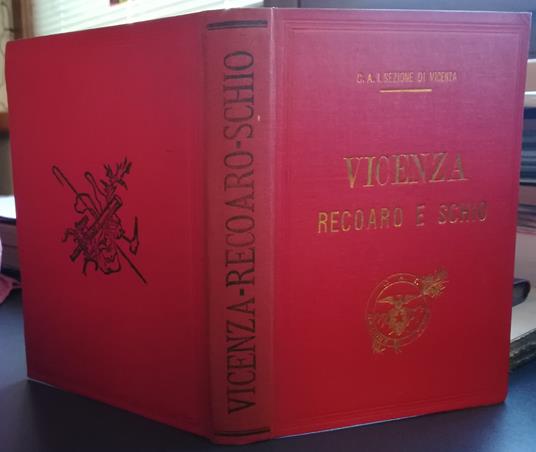 C. A. I. SEZIONE DI VICENZA
VICENZA
RECOARO E SCHIO
VICENZA-RECOARO-SCHIO